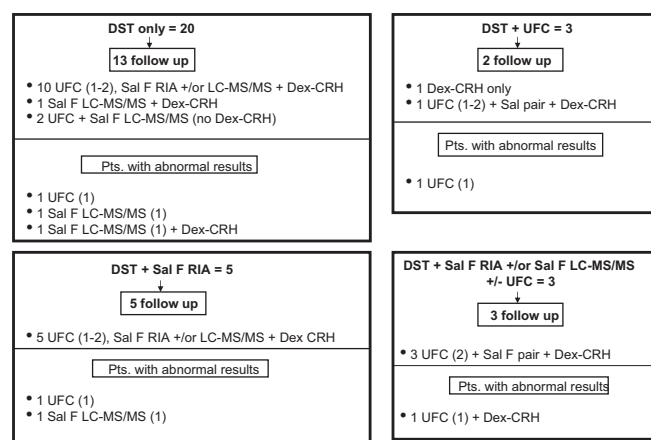 DST only = 20
13 follow up
• 10 UFC (1-2), Sal F RIA +/or LC-MS/MS + Dex-CRH
• 1 Sal F LC-MS/MS + Dex-CRH
• 2 UFC + Sal F LC-MS/MS (no Dex-CRH)
Pts. with abnormal results
• 1 UFC (1)
• 1 Sal F LC-MS/MS (1)
• 1 Sal F LC-MS/MS (1) + Dex-CRH
DST + UFC = 3
2 follow up
• 1 Dex-CRH only
• 1 UFC (1-2) + Sal pair + Dex-CRH
Pts. with abnormal results
• 1 UFC (1)
DST + Sal F RIA = 5
5 follow up
• 5 UFC (1-2), Sal F RIA +/or LC-MS/MS + Dex CRH
Pts. with abnormal results
• 1 UFC (1)
• 1 Sal F LC-MS/MS (1)
DST + Sal F RIA +/or Sal F LC-MS/MS
+/- UFC = 3
3 follow up
• 3 UFC (2) + Sal F pair + Dex-CRH
Pts. with abnormal results
• 1 UFC (1) + Dex-CRH